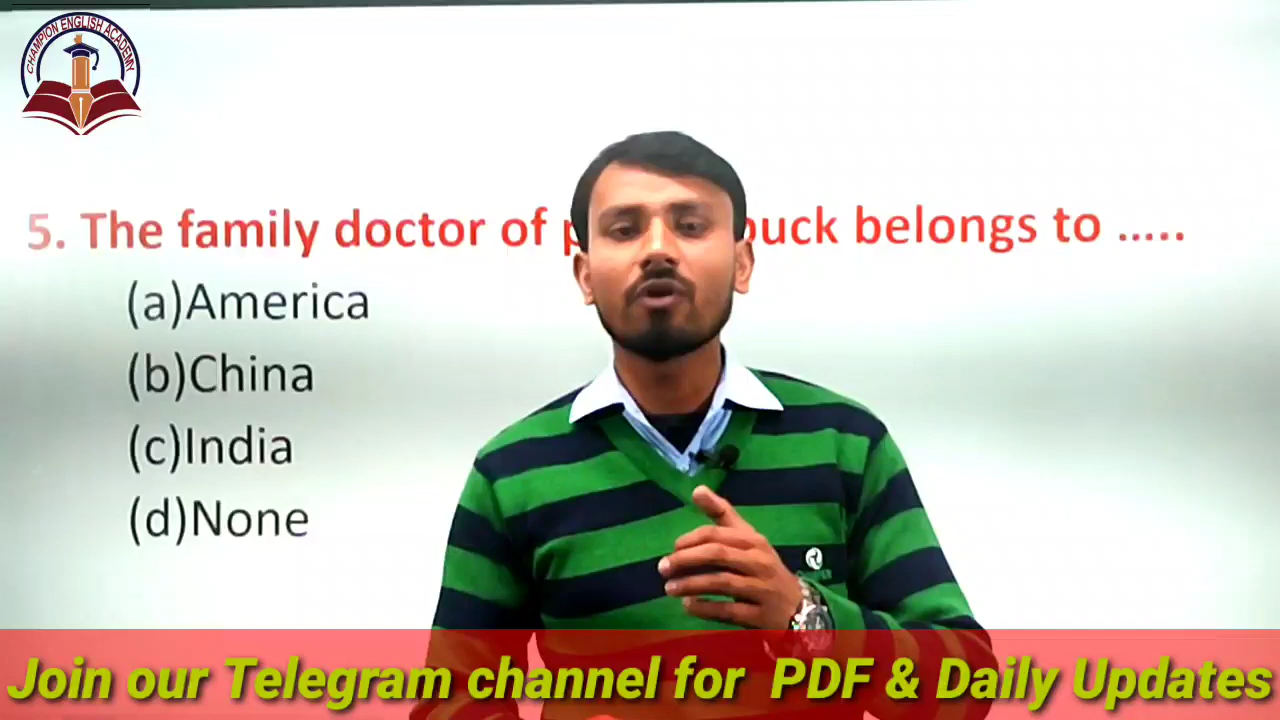 CHAMPION ENGLISH ACADEMY
5. The family doctor of p uck belongs to .....
(a)America
(b)China
(c)India
(d)None
Join our Telegram channel for PDF & Daily Updates